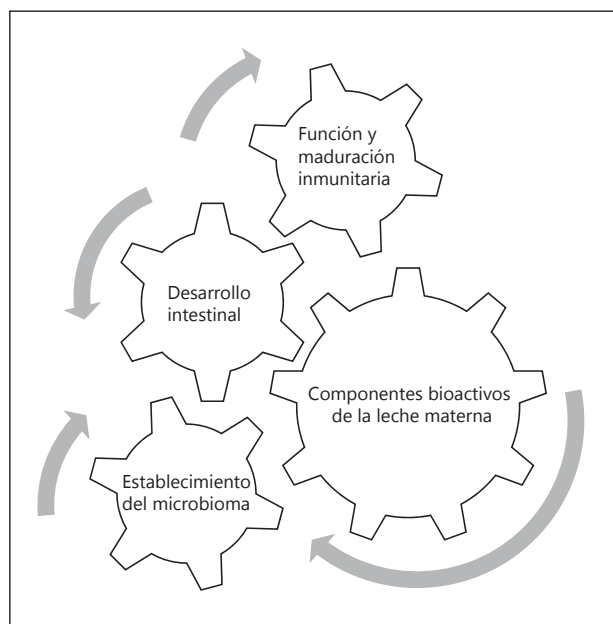 Función y
maduración
inmunitaria
Desarrollo
intestinal
Componentes bioactivos
de la leche materna
Establecimiento
del microbioma